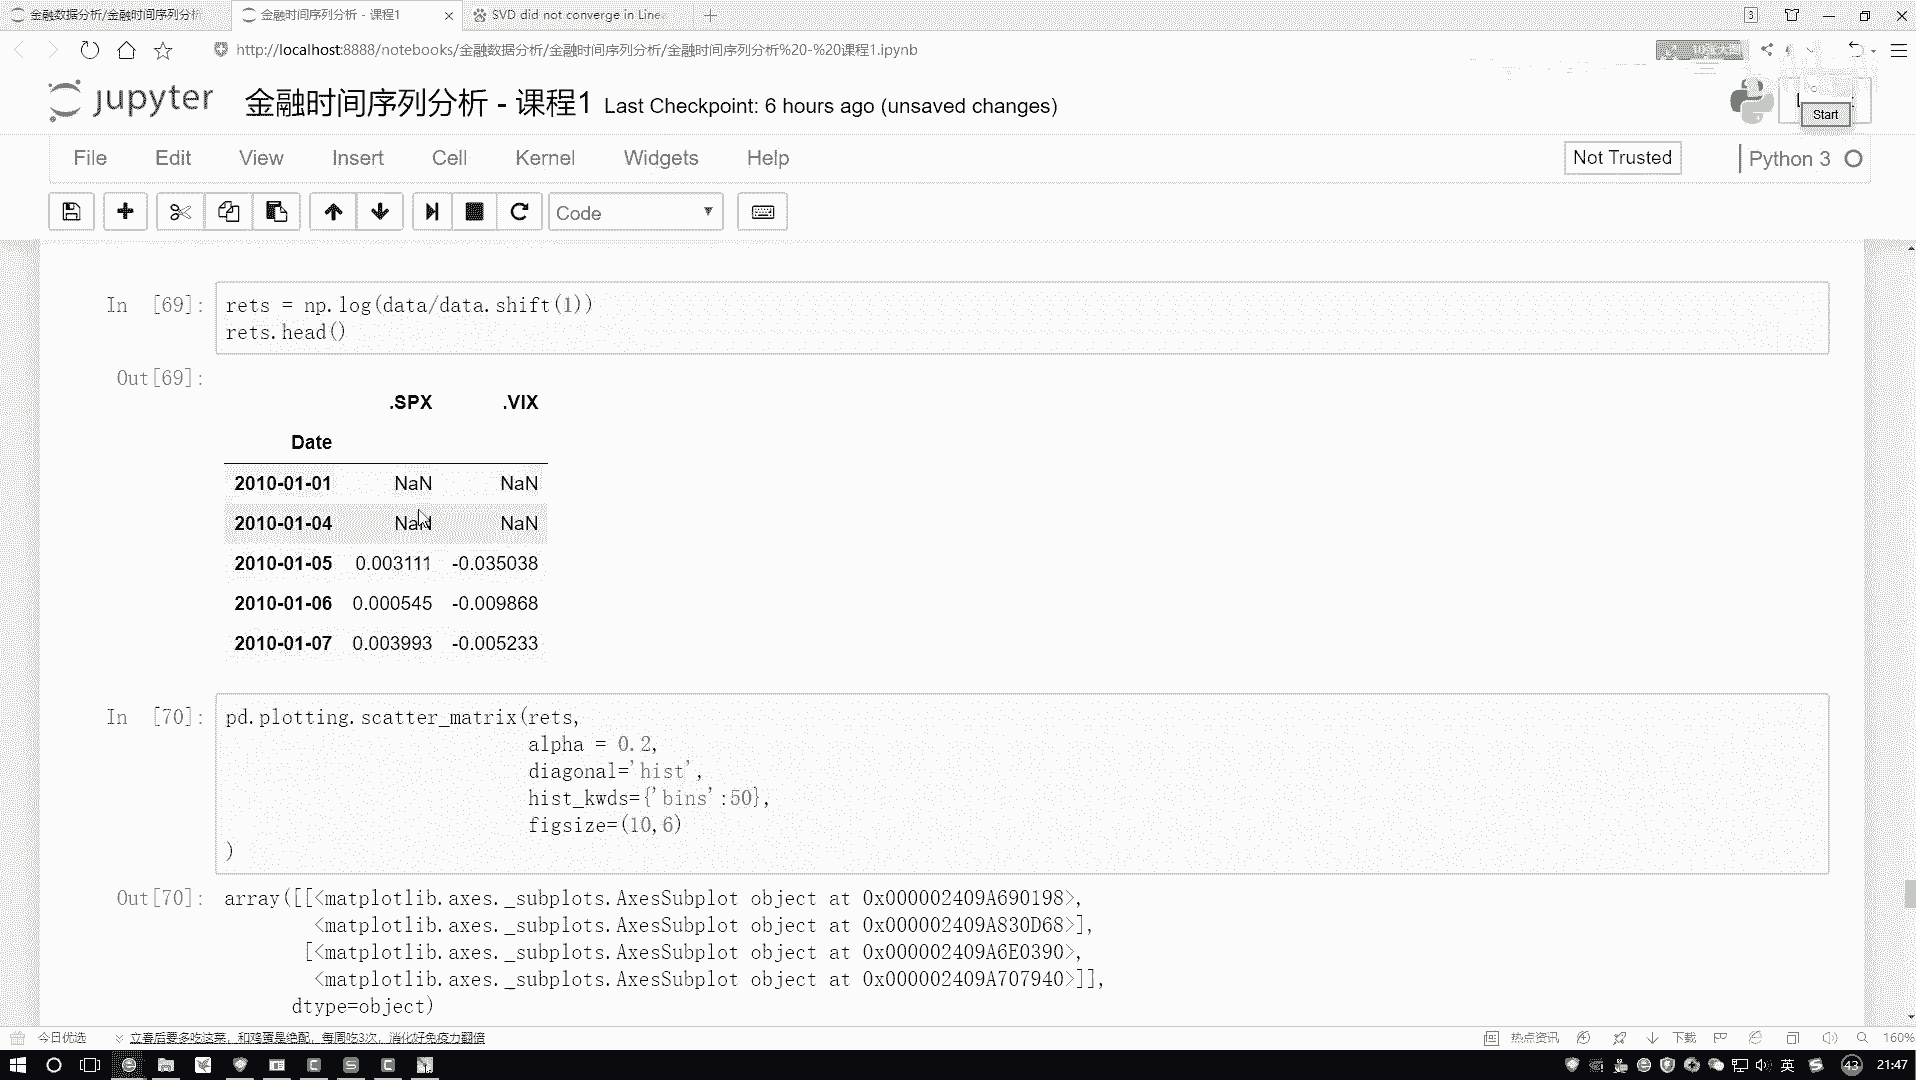 金融数据分析/金融时间序列分析
金融时间序列分析 - 课程1
SVD did not converge in Linea
3
http://localhost:8888/notebooks/金融数据分析/金融时间序列分析/金融时间序列分析%20-%20课程1.ipynb
jupyter 金融时间序列分析 - 课程1 Last Checkpoint: 6 hours ago (unsaved changes)
Start
File Edit View Insert Cell Kernel Widgets Help
Not Trusted
Python 3
Code
In [69]:
rets = np.log(data/data.shift(1))
rets.head()
Out[69]:
.SPX .VIX
Date
2010-01-01 NaN NaN
2010-01-04 NaN NaN
2010-01-05 0.003111 -0.035038
2010-01-06 0.000545 -0.009868
2010-01-07 0.003993 -0.005233
In [70]:
pd.plotting.scatter_matrix(rets,
alpha = 0.2,
diagonal='hist',
hist_kwds={'bins':50},
figsize=(10,6)
)
Out[70]:
array([[<matplotlib.axes._subplots.AxesSubplot object at 0x000002409A690198>,
<matplotlib.axes._subplots.AxesSubplot object at 0x000002409A830D68>],
[<matplotlib.axes._subplots.AxesSubplot object at 0x000002409A6E0390>,
<matplotlib.axes._subplots.AxesSubplot object at 0x000002409A707940>]],
dtype=object)
今日优选
立春后要多吃这菜，和鸡蛋是绝配，每周吃3次，消化好免疫力翻倍
热点资讯
下载
160%
英
43
21:47